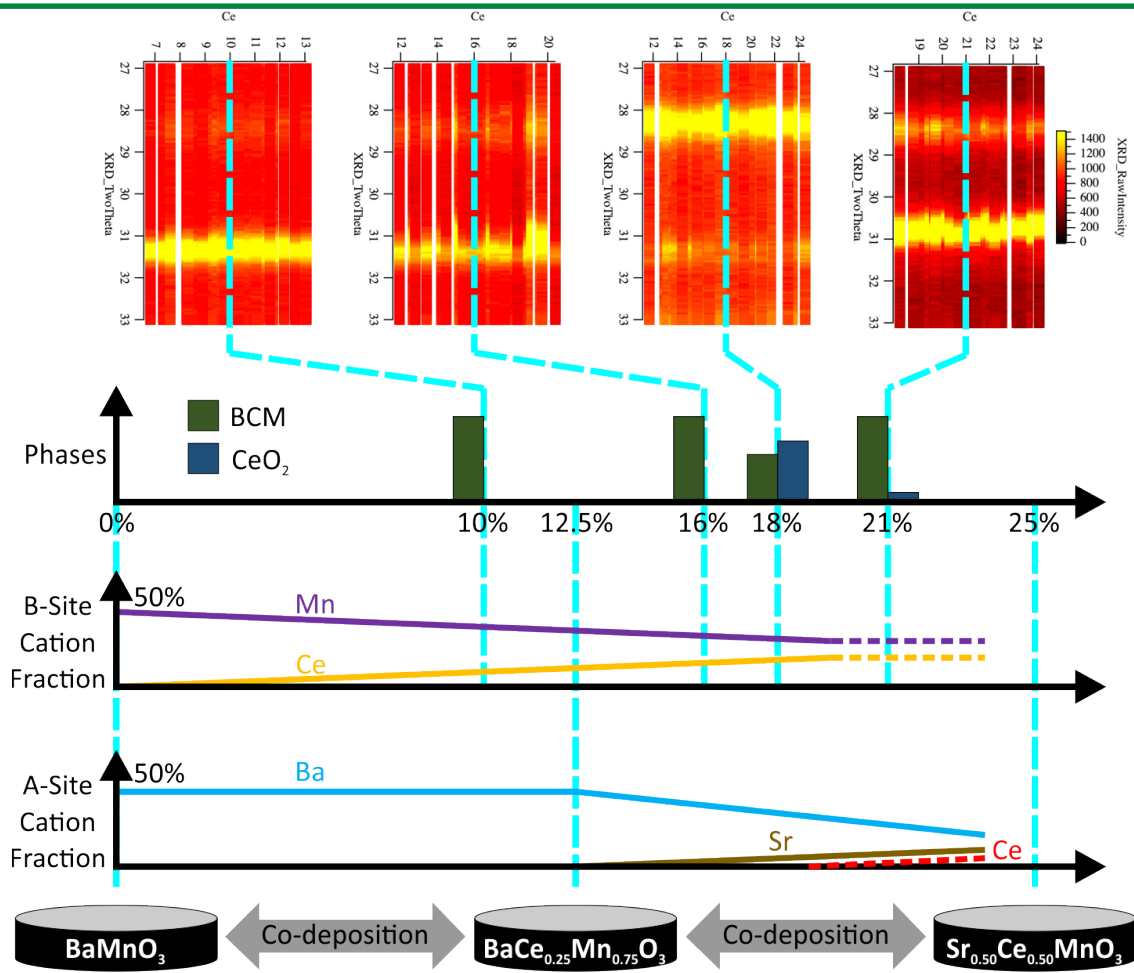 Ce
Ce
Ce
Ce
7 8 9 10 11 12 13
12 14 16 18 20
12 14 16 18 20 22 24
19 20 21 22 23 24
27 28 29 30 31 32 33
XRD_TwoTheta
27 28 29 30 31 32 33
XRD_TwoTheta
27 28 29 30 31 32 33
XRD_TwoTheta
27 28 29 30 31 32 33
XRD_TwoTheta
1400
1200
1000
800
600
400
200
0
XRD_RawIntensity
BCM
CeO₂
Phases
0% 10% 12.5% 16% 18% 21% 25%
B-Site
Cation
Fraction
50%
Mn
Ce
A-Site
Cation
Fraction
50%
Ba
Sr
Ce
BaMnO₃
Co-deposition
BaCe₀.₂₅Mn₀.₇₅O₃
Co-deposition
Sr₀.₅₀Ce₀.₅₀MnO₃